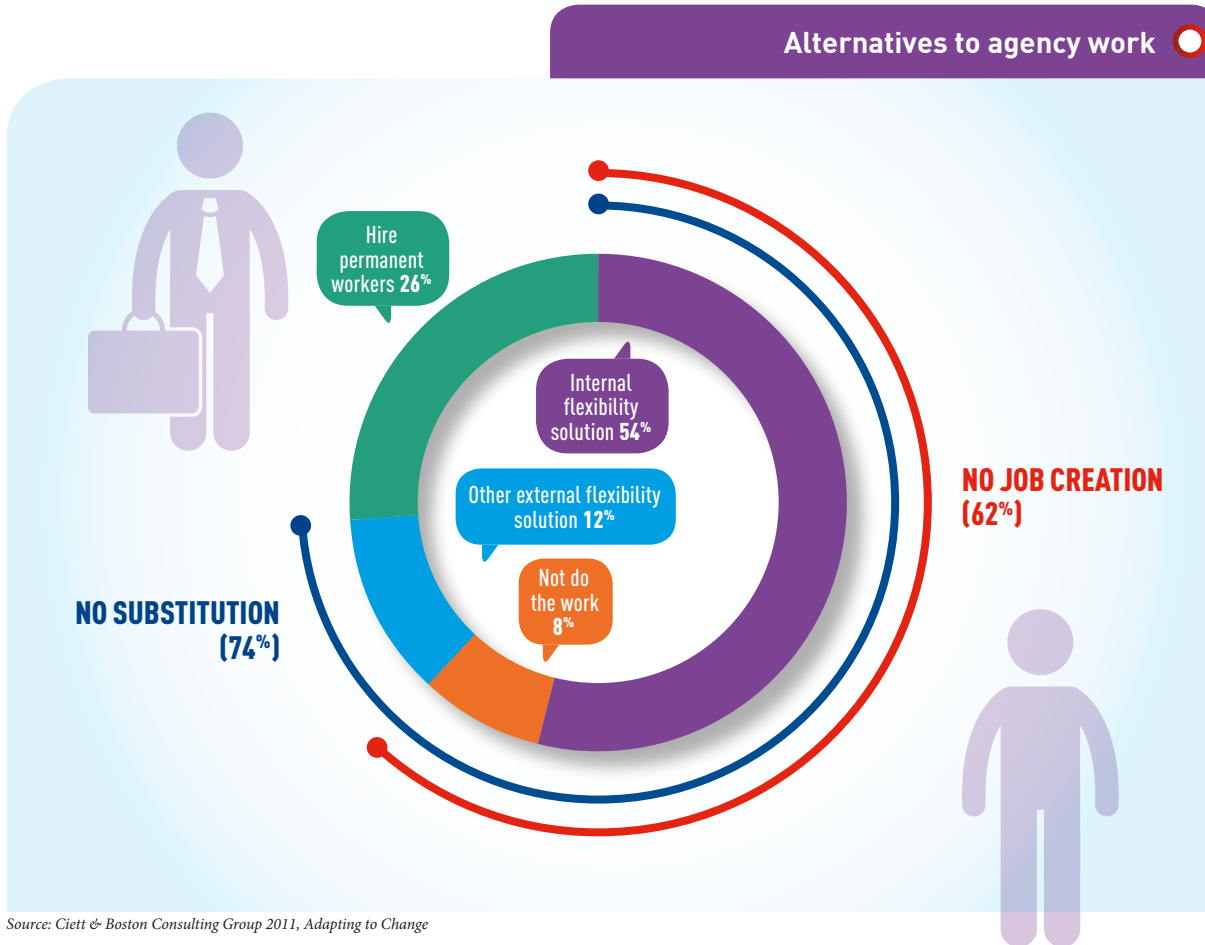 Alternatives to agency work
Hire
permanent
workers 26%
Internal
flexibility
solution 54%
Other external flexibility
solution 12%
Not do
the work
8%
NO JOB CREATION
(62%)
NO SUBSTITUTION
(74%)
Source: Ciett & Boston Consulting Group 2011, Adapting to Change